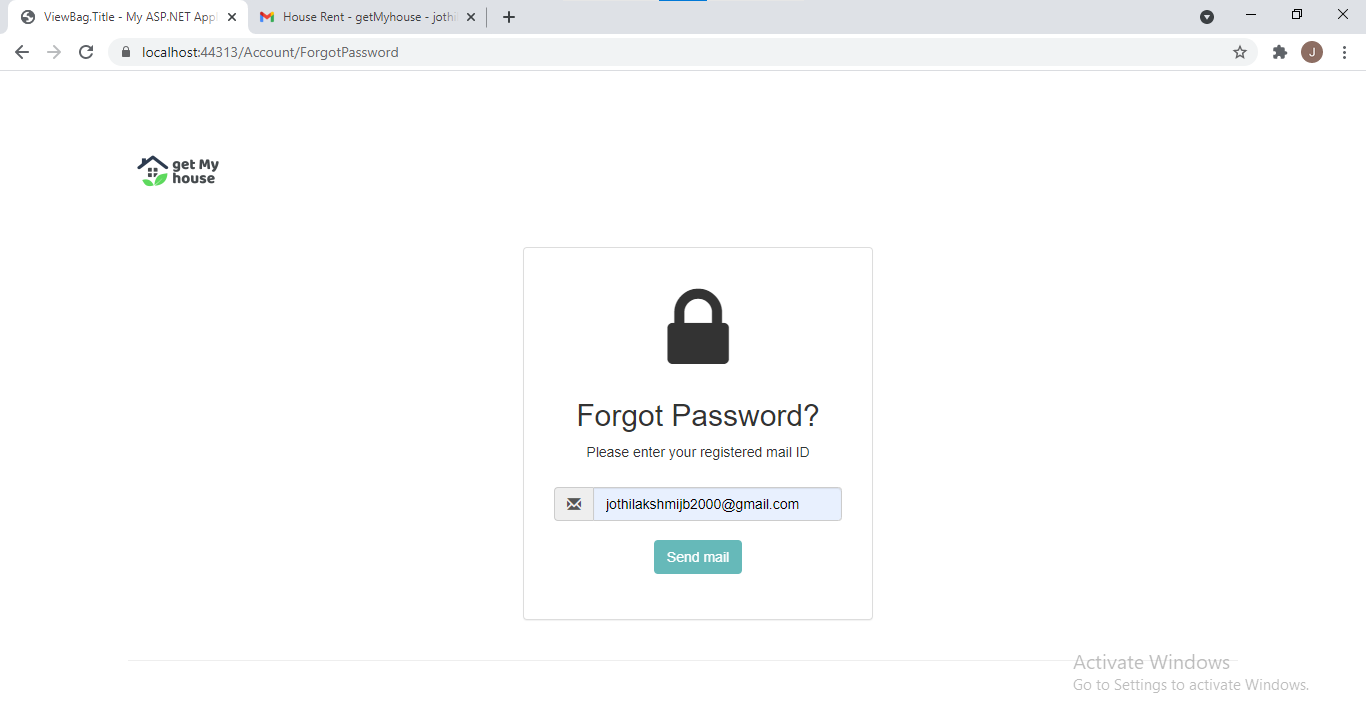 ViewBag.Title - My ASP.NET Appl
House Rent - getMyhouse - jothil
localhost:44313/Account/ForgotPassword
J
get My
house
Forgot Password?
Please enter your registered mail ID
jothilakshmijb2000@gmail.com
Send mail
Activate Windows
Go to Settings to activate Windows.